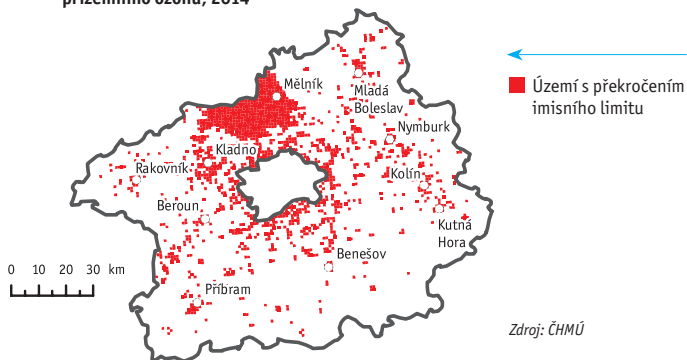 přízemního ozonu, 2014
Území s překročením
imisního limitu
Mělník
Mladá
Boleslav
Nymburk
Kladno
Rakovník
Kolín
Beroun
Kutná
Hora
Benešov
0 10 20 30 km
Příbram
Zdroj: ČHMÚ